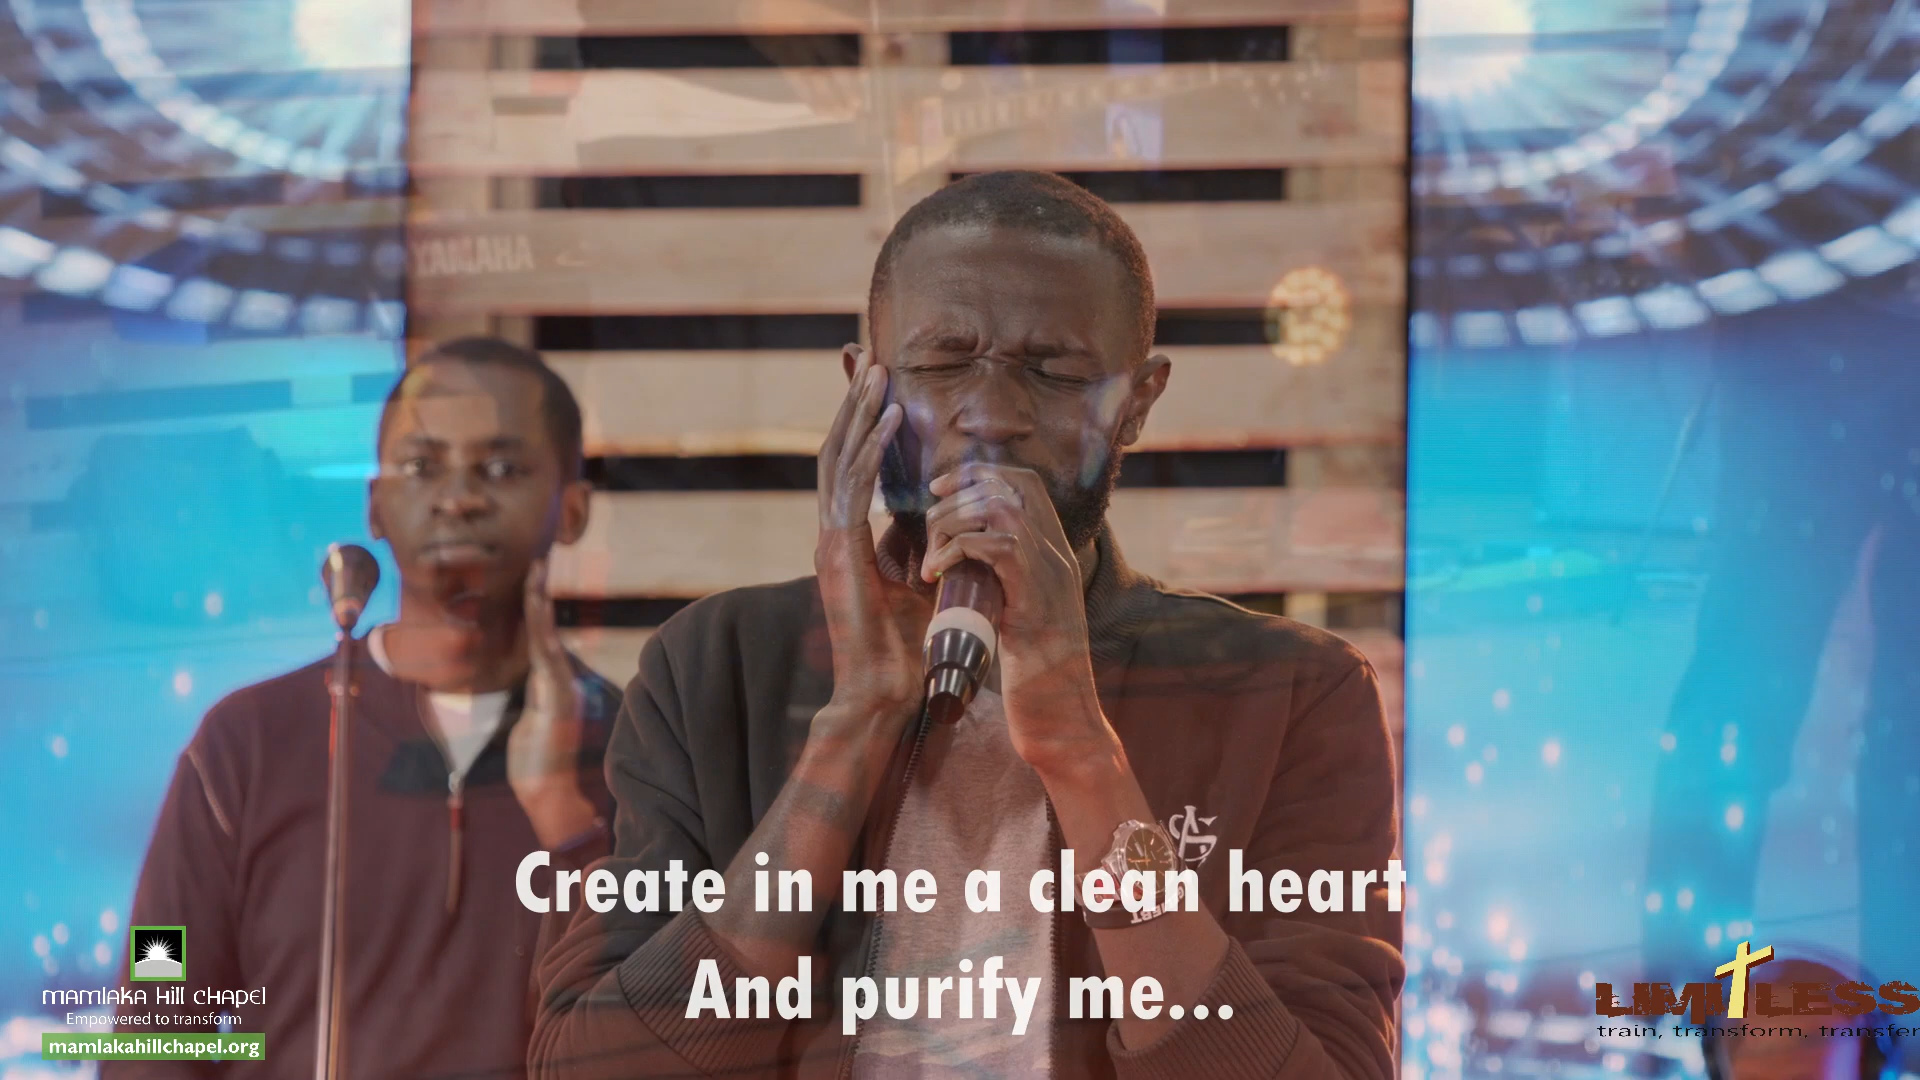 YAMAHA
Create in me a clean heart
And purify me...
mamlaka hill chapel
Empowered to transform
mamlakahillchapel.org
LIMITLESS
train, transform, transfer